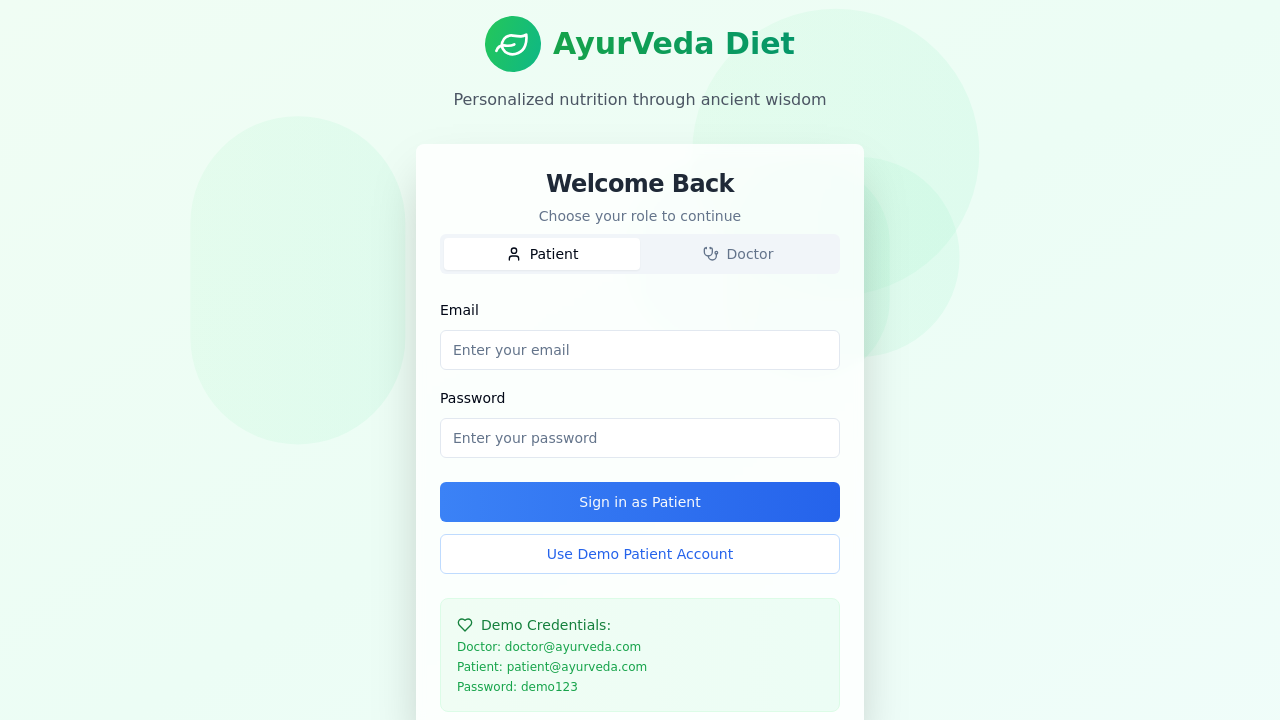 AyurVeda Diet
Personalized nutrition through ancient wisdom
Welcome Back
Choose your role to continue
Patient
Doctor
Email
Enter your email
Password
Enter your password
Sign in as Patient
Use Demo Patient Account
Demo Credentials:
Doctor: doctor@ayurveda.com
Patient: patient@ayurveda.com
Password: demo123